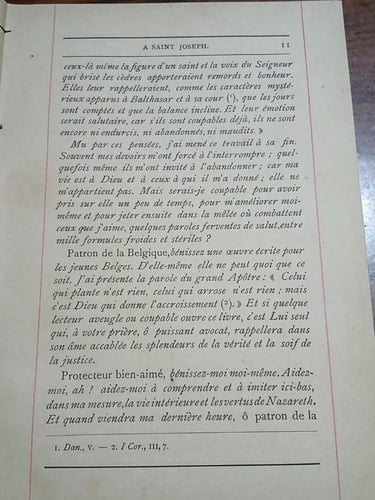 A SAINT JOSEPH. 11
ceux-là même la figure d'un saint et la voix du Seigneur
qui brise les cèdres apporteraient remords et bonheur.
Elles leur rappelleraient, comme les caractères mysté-
rieux apparus à Balthasar et à sa cour (¹), que les jours
sont comptés et que la balance incline. Et leur émotion
serait salutaire, car s'ils sont coupables déjà, ils ne sont
encore ni endurcis, ni abandonnés, ni maudits. »
Mu par ces pensées, j'ai mené ce travail à sa fin.
Souvent mes devoirs m'ont forcé à l'interrompre ; quel-
quefois même ils m'ont invité à l'abandonner ; car ma
vie est à Dieu et à ceux à qui il m'a donné ; elle ne
m'appartient pas. Mais serais-je coupable pour avoir
pris sur elle un peu de temps, pour m'améliorer moi-
même et pour jeter ensuite dans la mêlée où combattent
ceux que j'aime, quelques paroles ferventes de salut, entre
mille formules froides et stériles ?
Patron de la Belgique, bénissez une œuvre écrite pour
les jeunes Belges. D'elle-même elle ne peut quoi que ce
soit. J'ai présente la parole du grand Apôtre : « Celui
qui plante n'est rien, celui qui arrose n'est rien ; mais
c'est Dieu qui donne l'accroissement (²). » Et si quelque
lecteur aveugle ou coupable ouvre ce livre, c'est Lui seul
qui, à votre prière, ô puissant avocat, rappellera dans
son âme accablée les splendeurs de la vérité et la soif de
la justice.
Protecteur bien-aimé, bénissez-moi moi-même. Aidez-
moi, ah ! aidez-moi à comprendre et à imiter ici-bas,
dans ma mesure, la vie intérieure et les vertus de Nazareth.
Et quand viendra ma dernière heure, ô patron de la
1. Dan., v. — 2. I Cor., III, 7.